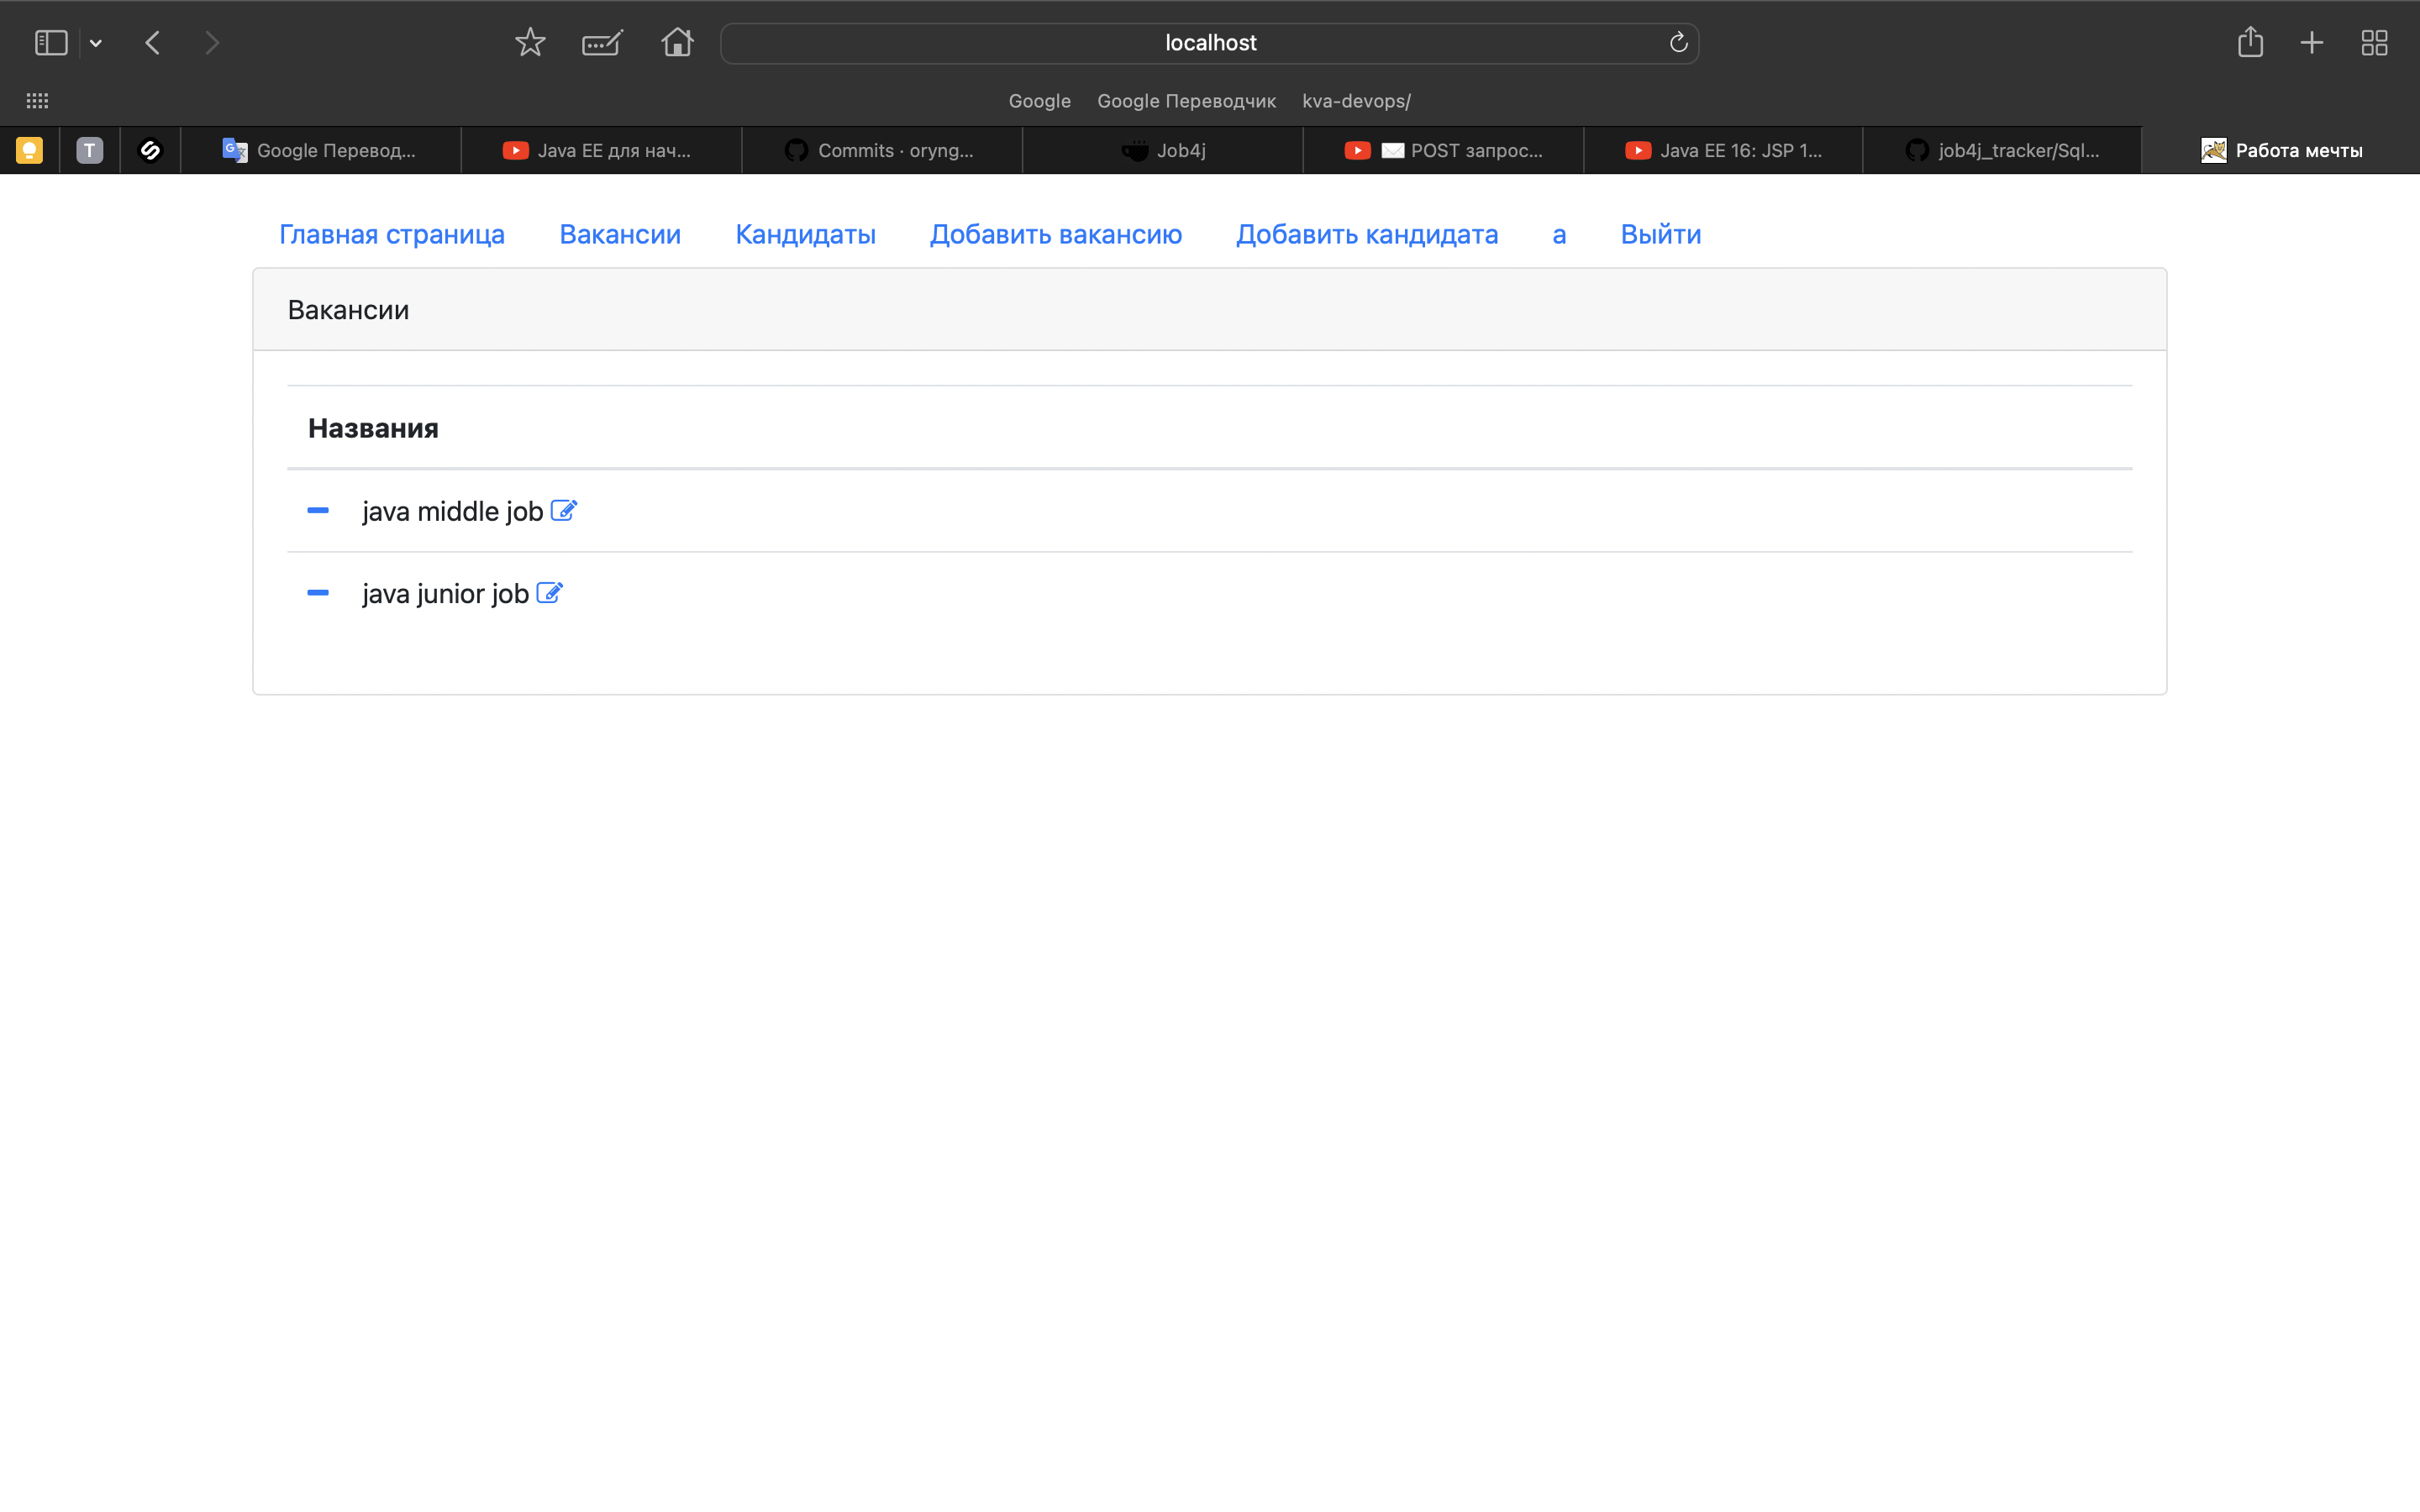 localhost
Google Google Переводчик kva-devops/
T Google Перевод... Java EE для нач... Commits · oryng... Job4j POST запрос... Java EE 16: JSP 1... job4j_tracker/Sql... Работа мечты
Главная страница Вакансии Кандидаты Добавить вакансию Добавить кандидата a Выйти
Вакансии
Названия
java middle job
java junior job